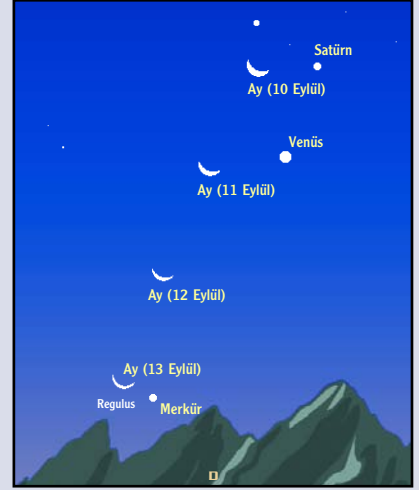 Satürn
Ay (10 Eylül)
Venüs
Ay (11 Eylül)
Ay (12 Eylül)
Ay (13 Eylül)
Regulus
Merkür
D